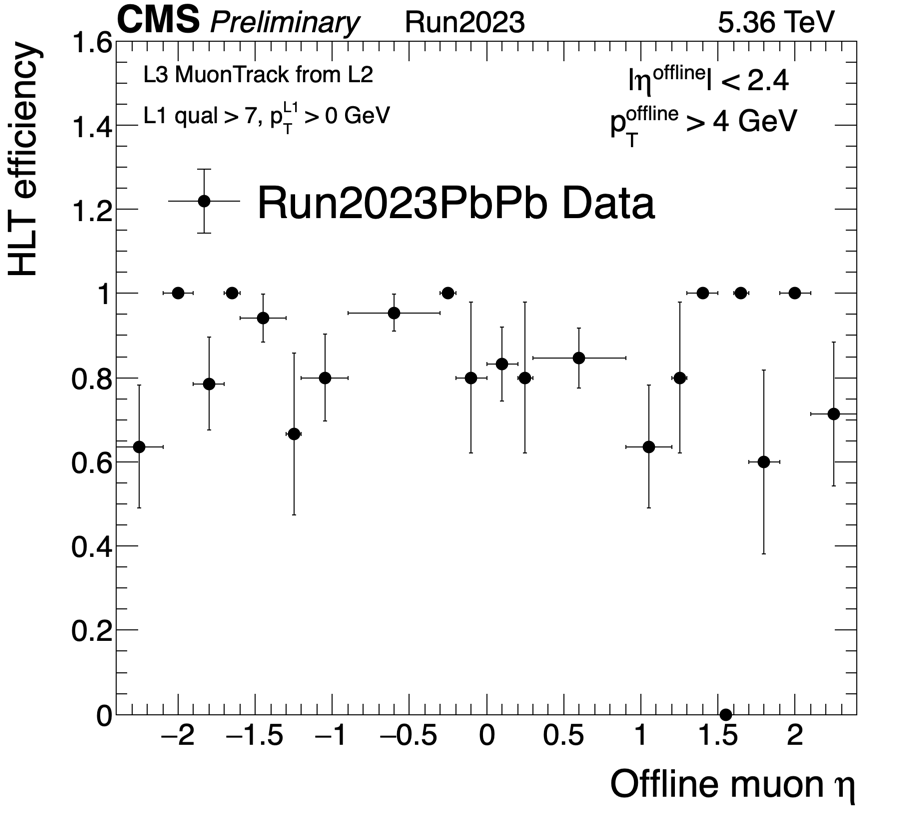 CMS Preliminary Run2023 5.36 TeV
L3 MuonTrack from L2
L1 qual > 7, p_T^L1 > 0 GeV
|η^offline| < 2.4
p_T^offline > 4 GeV
Run2023PbPb Data
HLT efficiency
1.6
1.4
1.2
1
0.8
0.6
0.4
0.2
0
−2 −1.5 −1 −0.5 0 0.5 1 1.5 2
Offline muon η